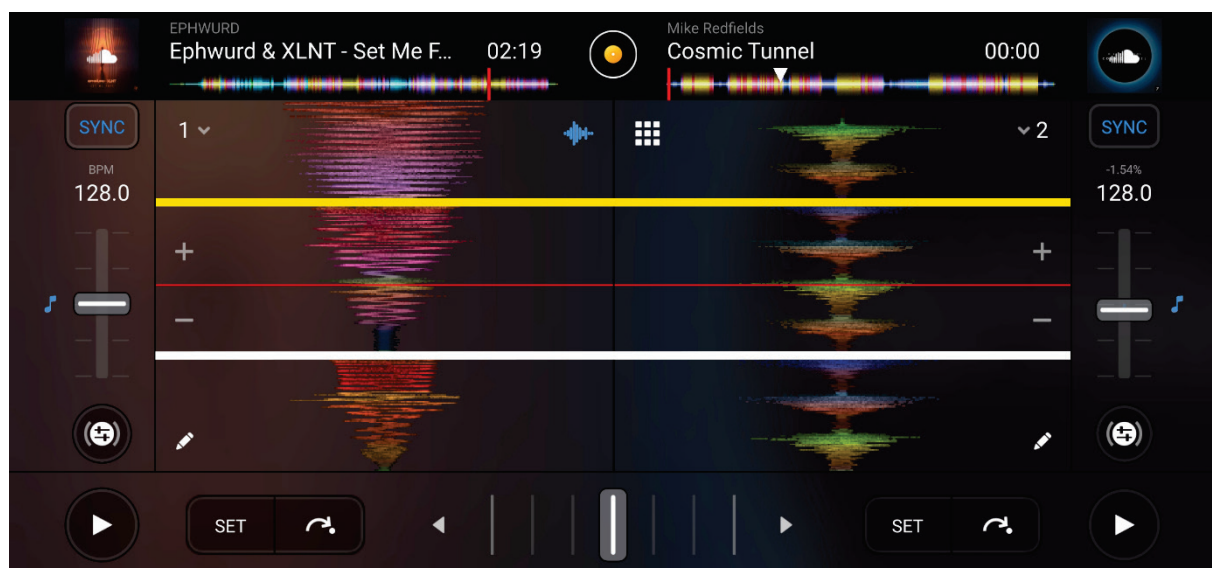 EPHWURD
Ephwurd & XLNT - Set Me F... 02:19
Mike Redfields
Cosmic Tunnel 00:00
SYNC
1
2
SYNC
BPM
128.0
-1.54%
128.0
+
+
−
−
SET
SET